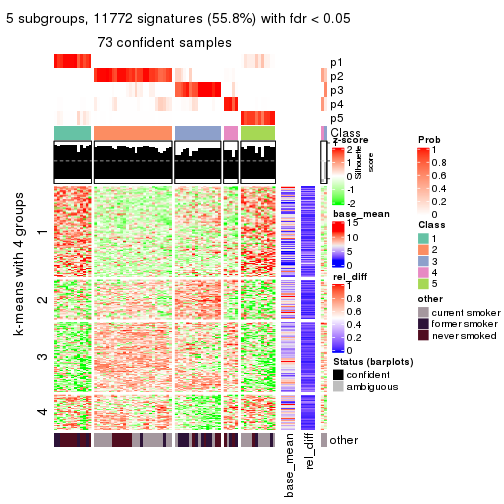 5 subgroups, 11772 signatures (55.8%) with fdr < 0.05
73 confident samples
p1
p2
p3
p4
p5
Class
z-score
2
1
0
-1
-2
Silhouette
score
Prob
1
0.8
0.6
0.4
0.2
0
base_mean
15
10
5
0
Class
1
2
3
4
5
rel_diff
1
0.8
0.6
0.4
0.2
0
other
current smoker
former smoker
never smoked
Status (barplots)
confident
ambiguous
k-means with 4 groups
1
2
3
4
other
base_mean
rel_diff